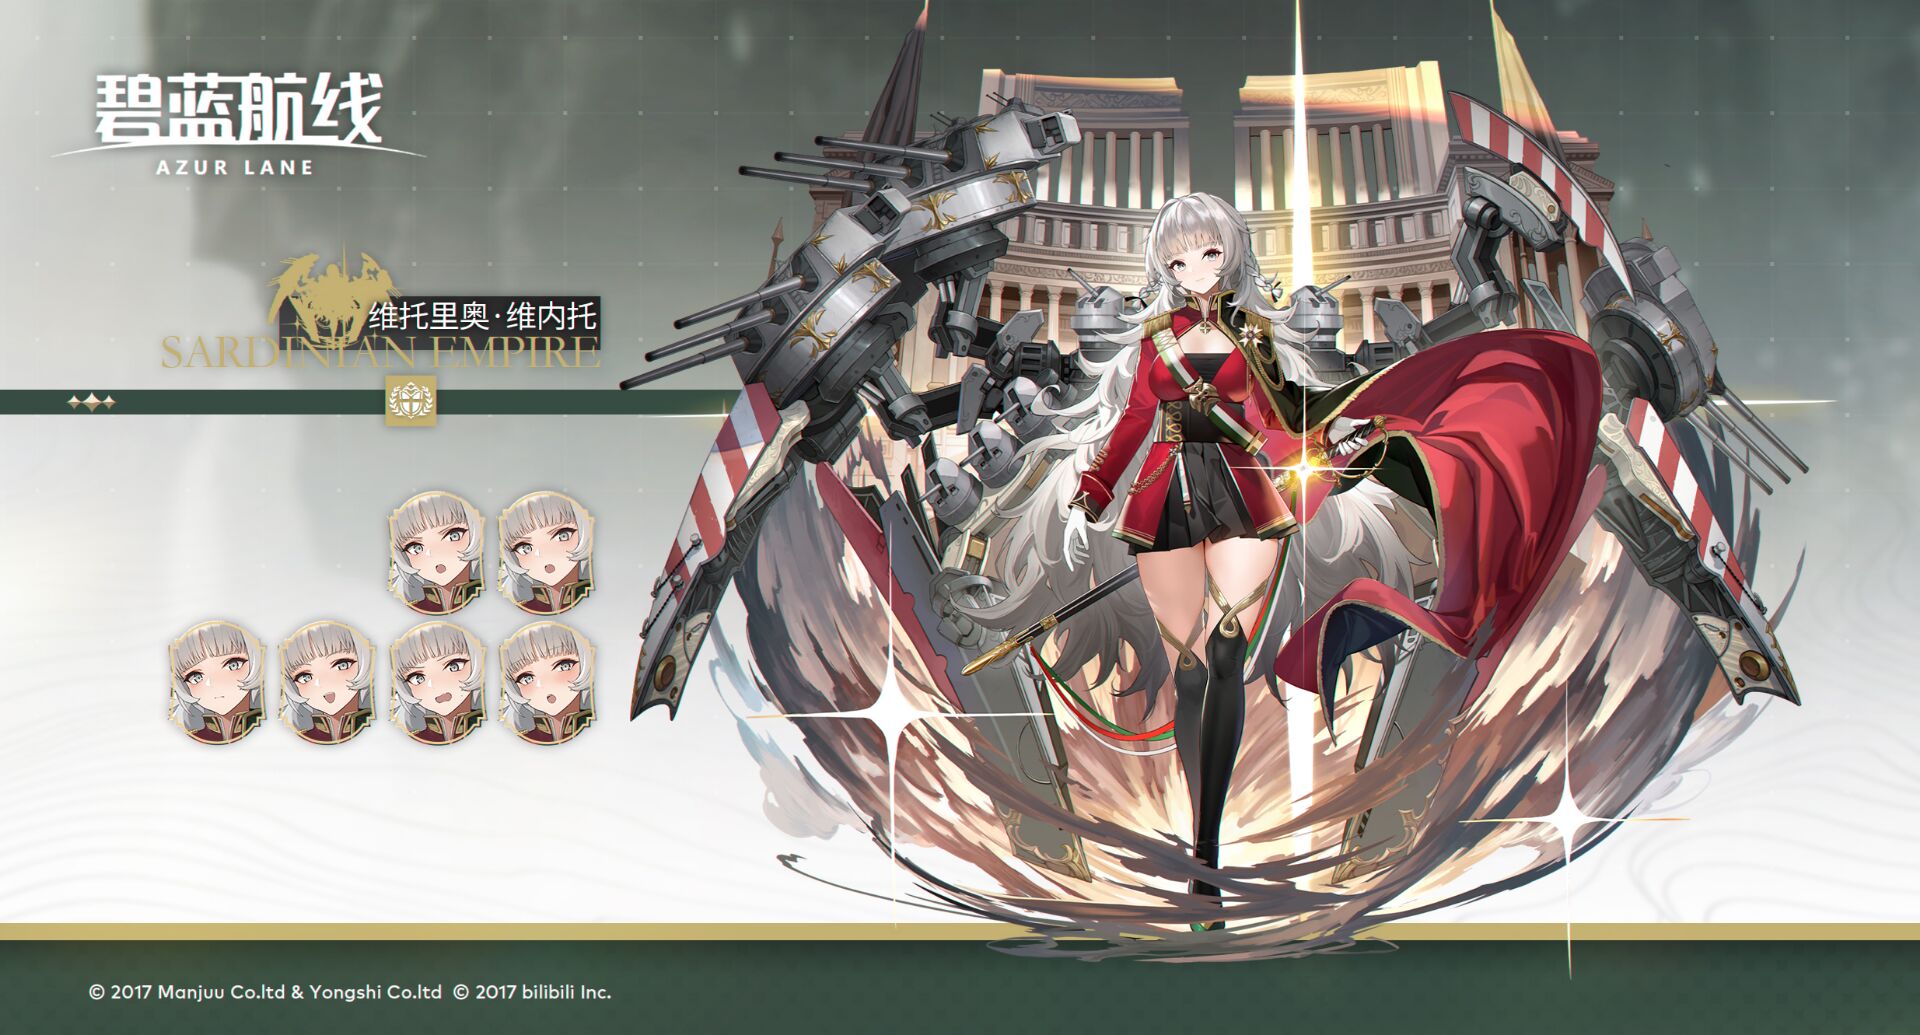 碧蓝航线
AZUR LANE
维托里奥·维内托
SARDINIAN EMPIRE
© 2017 Manjuu Co.ltd & Yongshi Co.ltd © 2017 bilibili Inc.